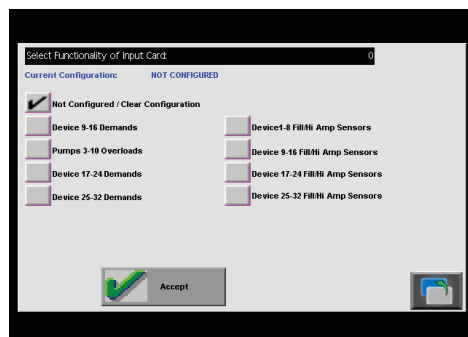 Select Functionality of Input Card: 0
Current Configuration: NOT CONFIGURED
Not Configured / Clear Configuration
Device 9-16 Demands
Device1-8 Fill/Hi Amp Sensors
Pumps 3-10 Overloads
Device 9-16 Fill/Hi Amp Sensors
Device 17-24 Demands
Device 17-24 Fill/Hi Amp Sensors
Device 25-32 Demands
Device 25-32 Fill/Hi Amp Sensors
Accept